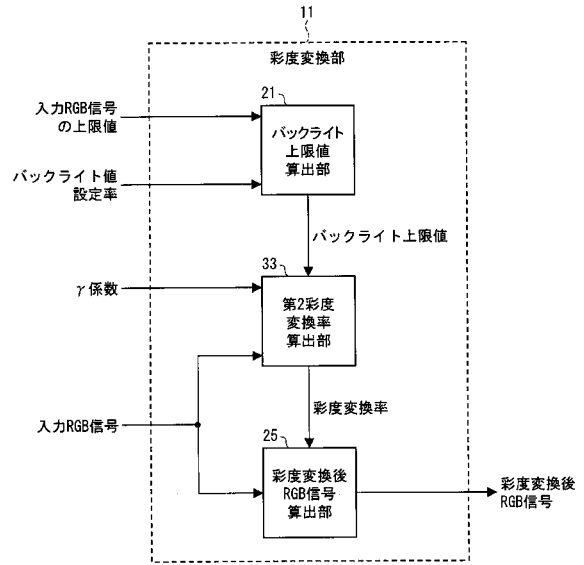 11
彩度変換部
21
入力RGB信号
の上限値
バックライト
上限値
算出部
バックライト値
設定率
バックライト上限値
33
γ係数
第2彩度
変換率
算出部
彩度変換率
入力RGB信号
25
彩度変換後
RGB信号
算出部
彩度変換後
RGB信号